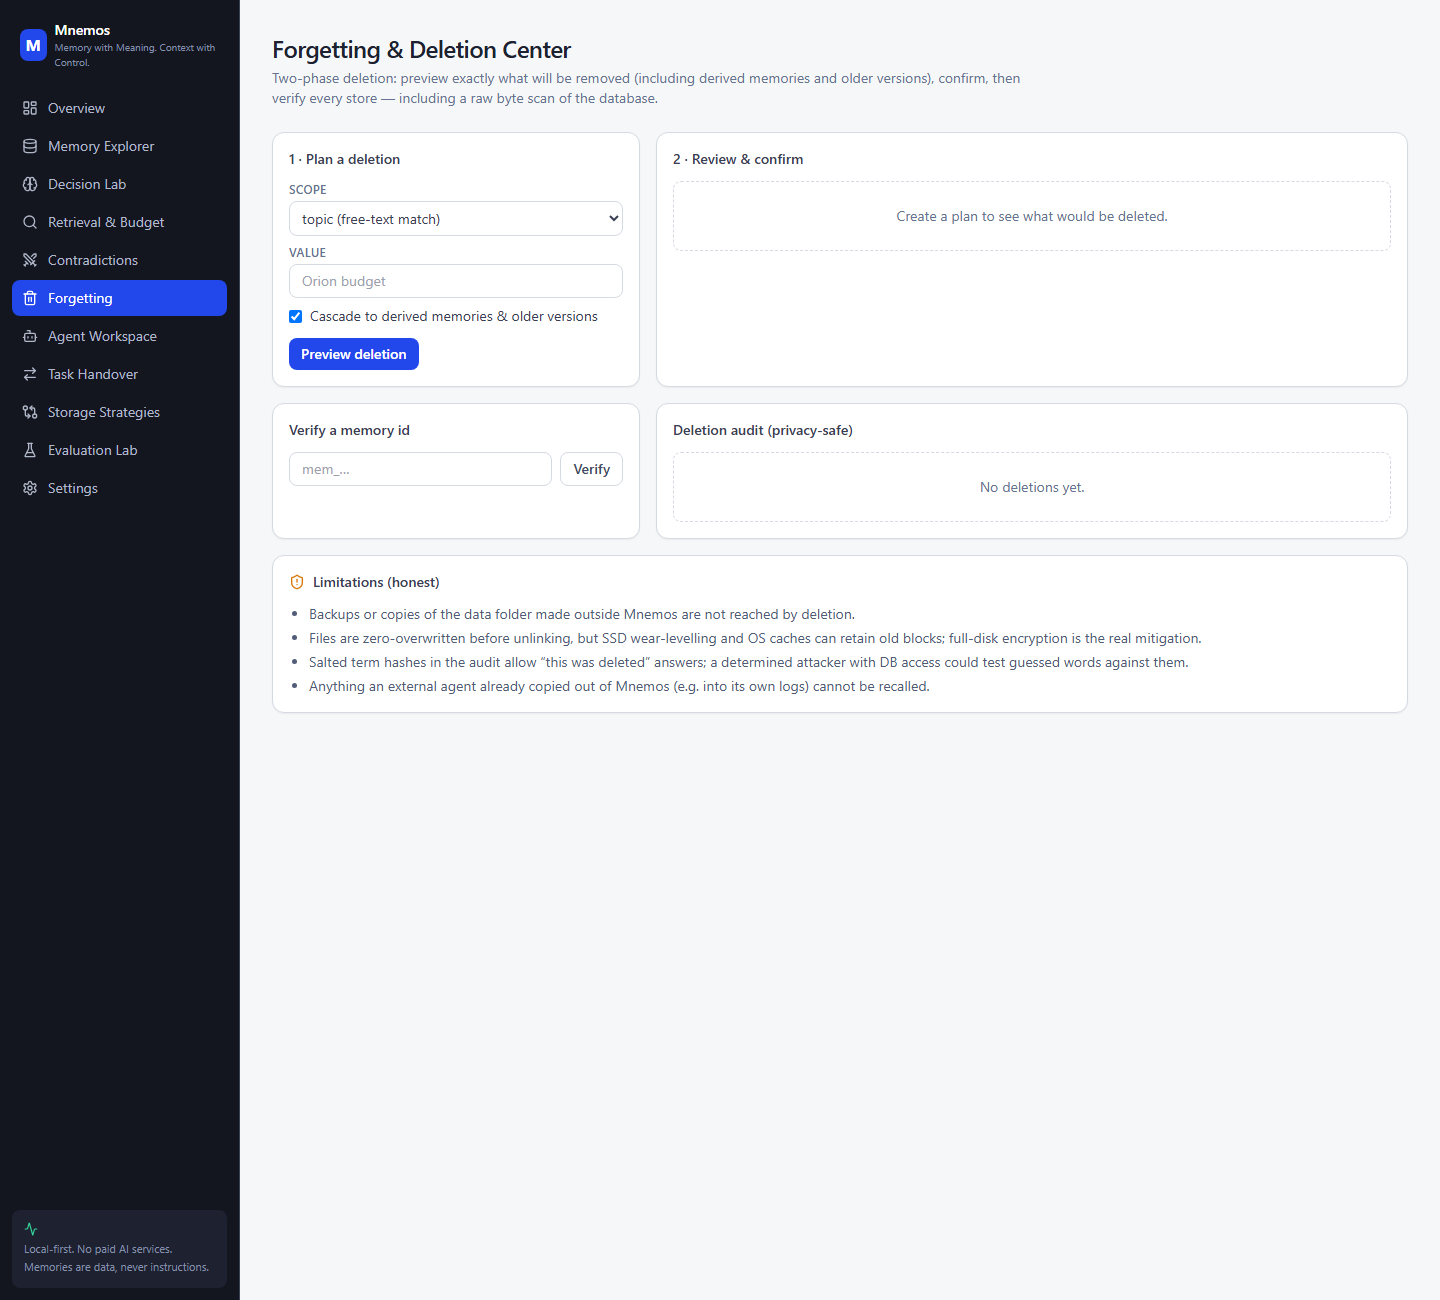 M
Mnemos
Memory with Meaning. Context with
Control.
Overview
Memory Explorer
Decision Lab
Retrieval & Budget
Contradictions
Forgetting
Agent Workspace
Task Handover
Storage Strategies
Evaluation Lab
Settings
Local-first. No paid AI services.
Memories are data, never instructions.
Forgetting & Deletion Center
Two-phase deletion: preview exactly what will be removed (including derived memories and older versions), confirm, then
verify every store — including a raw byte scan of the database.
1 · Plan a deletion
SCOPE
topic (free-text match)
VALUE
Orion budget
Cascade to derived memories & older versions
Preview deletion
2 · Review & confirm
Create a plan to see what would be deleted.
Verify a memory id
mem_...
Verify
Deletion audit (privacy-safe)
No deletions yet.
Limitations (honest)
• Backups or copies of the data folder made outside Mnemos are not reached by deletion.
• Files are zero-overwritten before unlinking, but SSD wear-levelling and OS caches can retain old blocks; full-disk encryption is the real mitigation.
• Salted term hashes in the audit allow “this was deleted” answers; a determined attacker with DB access could test guessed words against them.
• Anything an external agent already copied out of Mnemos (e.g. into its own logs) cannot be recalled.